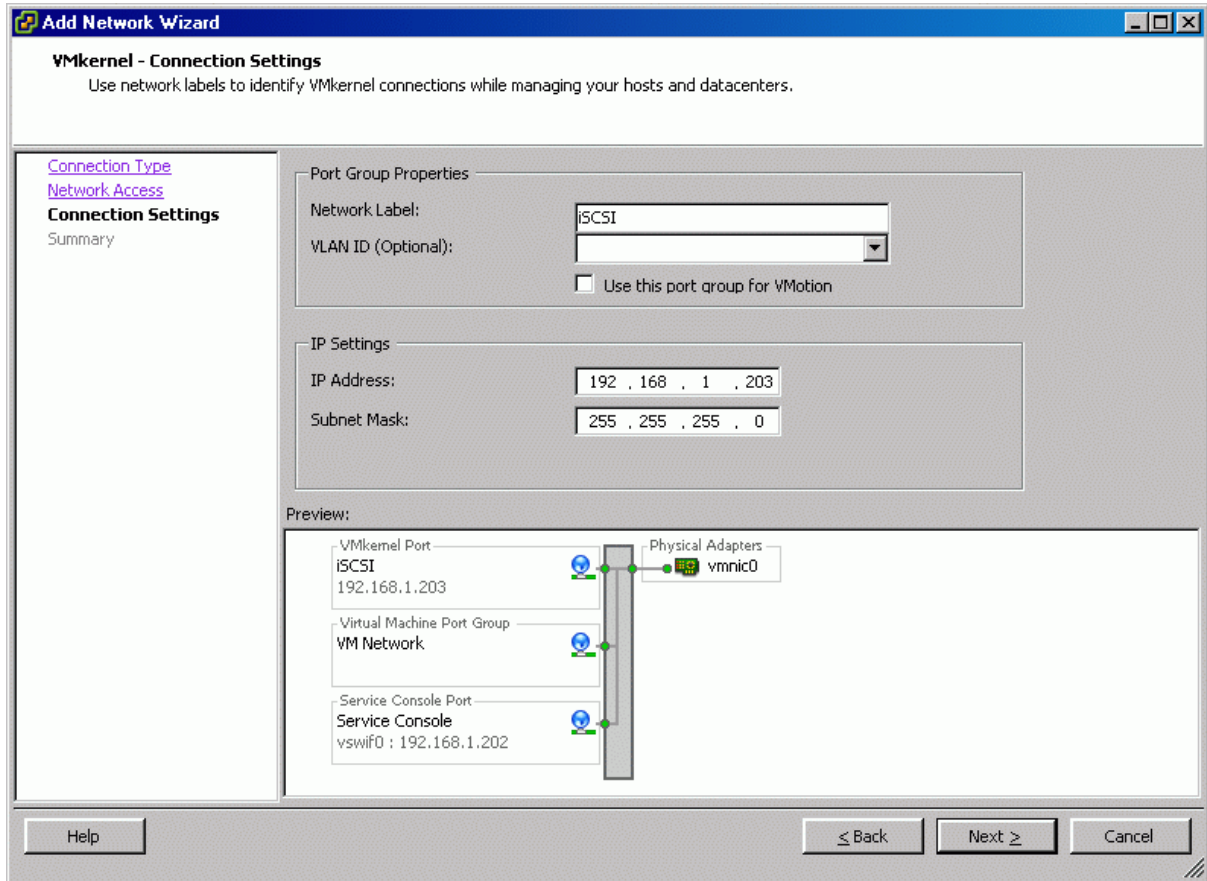 Add Network Wizard
VMkernel - Connection Settings
Use network labels to identify VMkernel connections while managing your hosts and datacenters.
Connection Type
Network Access
Connection Settings
Summary
Port Group Properties
Network Label:
iSCSI
VLAN ID (Optional):
Use this port group for VMotion
IP Settings
IP Address:
192 . 168 . 1 . 203
Subnet Mask:
255 . 255 . 255 . 0
Preview:
VMkernel Port
iSCSI
192.168.1.203
Physical Adapters
vmnic0
Virtual Machine Port Group
VM Network
Service Console Port
Service Console
vswif0 : 192.168.1.202
Help
≤ Back
Next ≥
Cancel